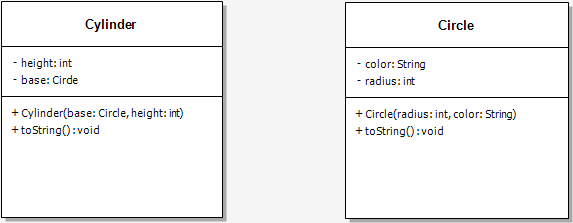 Cylinder
- height: int
- base: Cirde
+ Cylinder(base: Circle, height: int)
+ toString() : void
Circle
- color: String
- radius: int
+ Circle(radius: int, color: String)
+ toString() : void